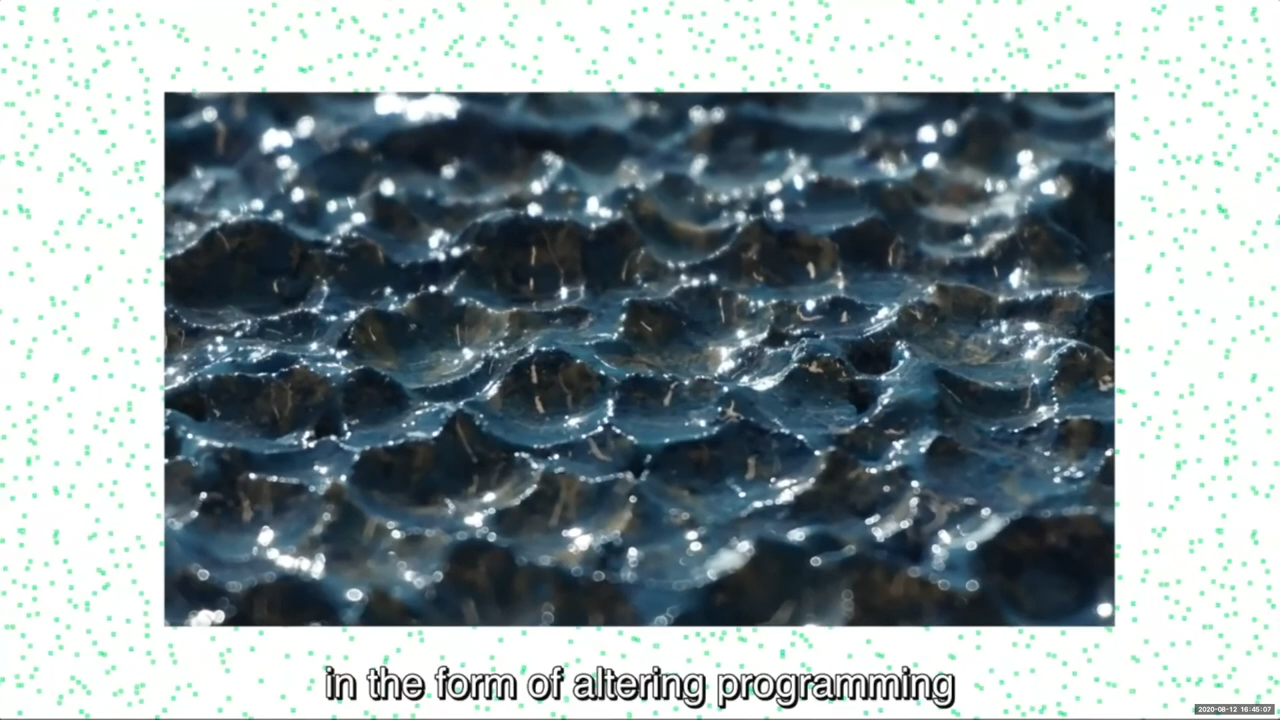 in the form of altering programming
2020-08-12 16:45:07